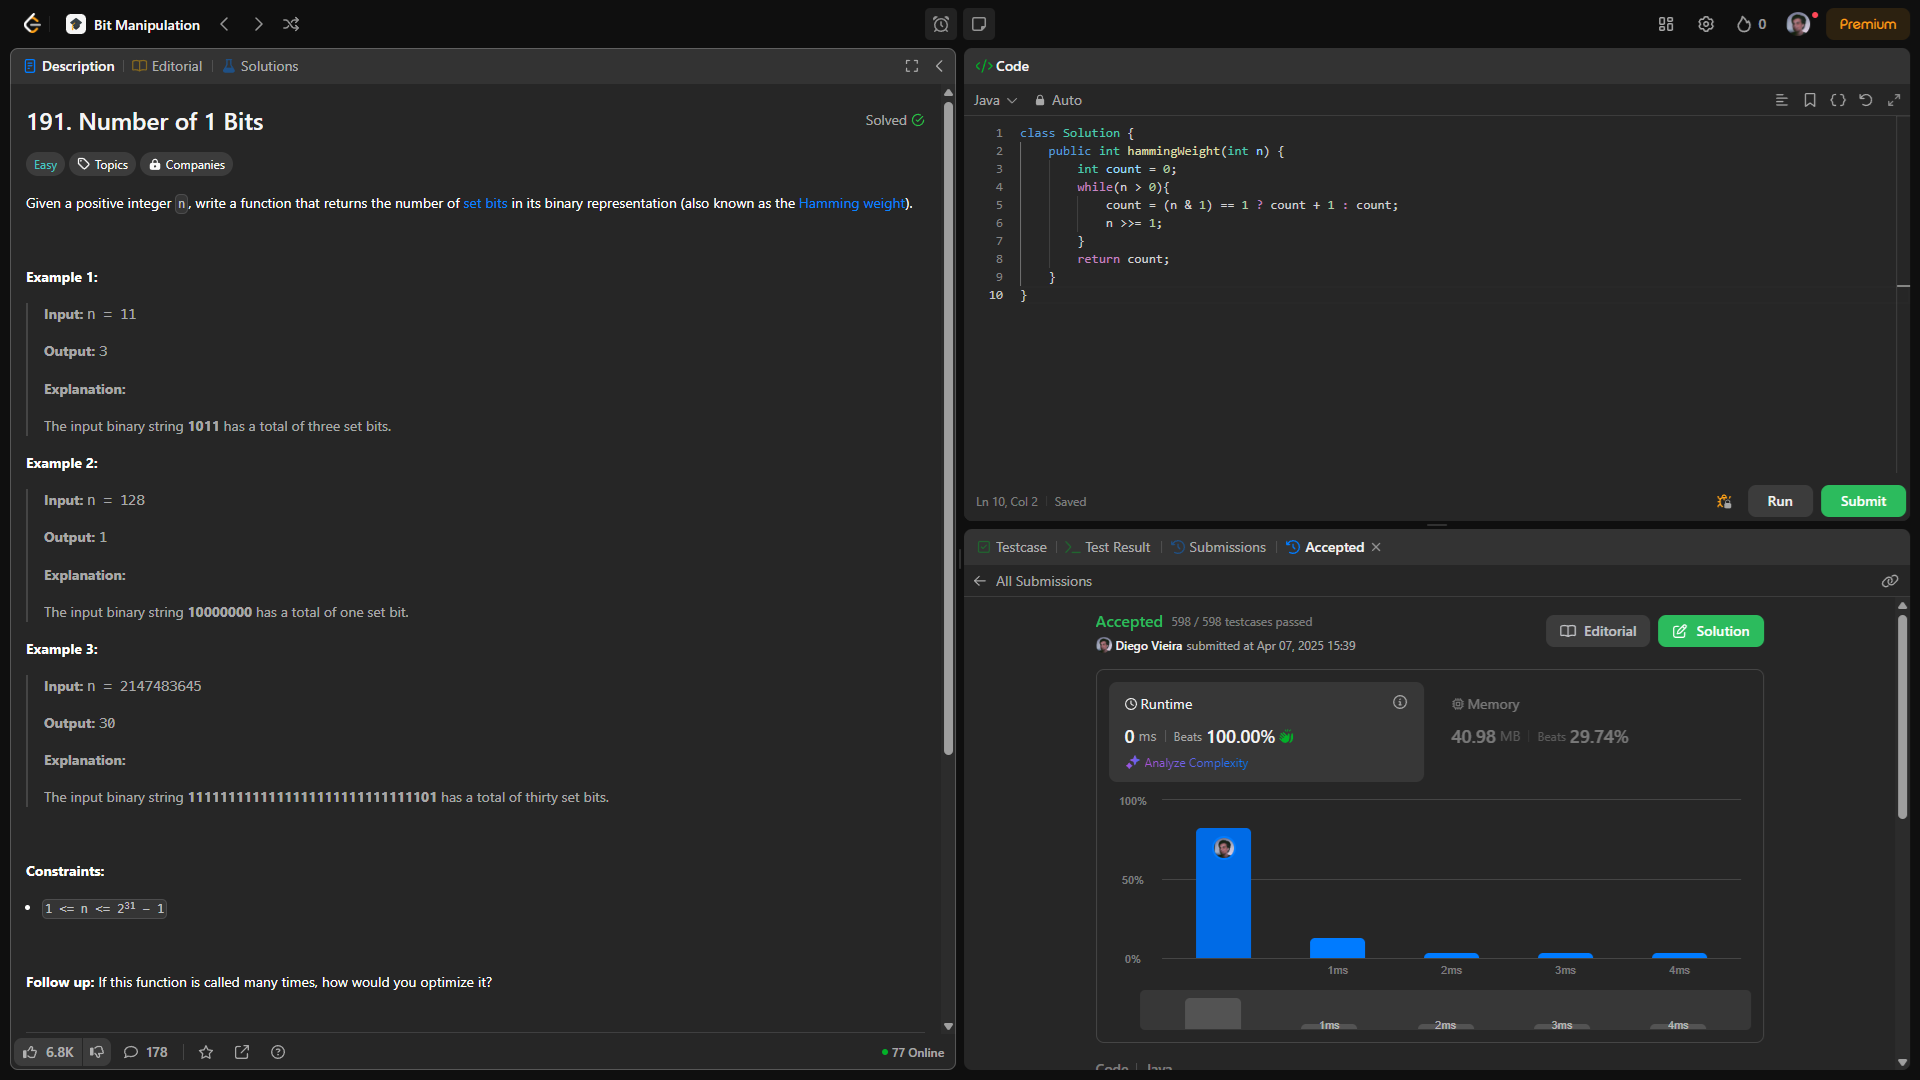 Bit Manipulation
0
Premium
Description
Editorial
Solutions
191. Number of 1 Bits
Solved
Easy
Topics
Companies
Given a positive integer n, write a function that returns the number of set bits in its binary representation (also known as the Hamming weight).
Example 1:
Input: n = 11
Output: 3
Explanation:
The input binary string 1011 has a total of three set bits.
Example 2:
Input: n = 128
Output: 1
Explanation:
The input binary string 10000000 has a total of one set bit.
Example 3:
Input: n = 2147483645
Output: 30
Explanation:
The input binary string 1111111111111111111111111111101 has a total of thirty set bits.
Constraints:
1 <= n <= 2³¹ - 1
Follow up: If this function is called many times, how would you optimize it?
6.8K
178
77 Online
Code
Java
Auto
1 class Solution {
2 public int hammingWeight(int n) {
3 int count = 0;
4 while(n > 0){
5 count = (n & 1) == 1 ? count + 1 : count;
6 n >>= 1;
7 }
8 return count;
9 }
10 }
Ln 10, Col 2
Saved
Run
Submit
Testcase
Test Result
Submissions
Accepted
All Submissions
Accepted 598 / 598 testcases passed
Diego Vieira submitted at Apr 07, 2025 15:39
Editorial
Solution
Runtime
0 ms Beats 100.00%
Analyze Complexity
Memory
40.98 MB Beats 29.74%
100%
50%
0%
1ms 2ms 3ms 4ms
1ms 2ms 3ms 4ms
Code Java